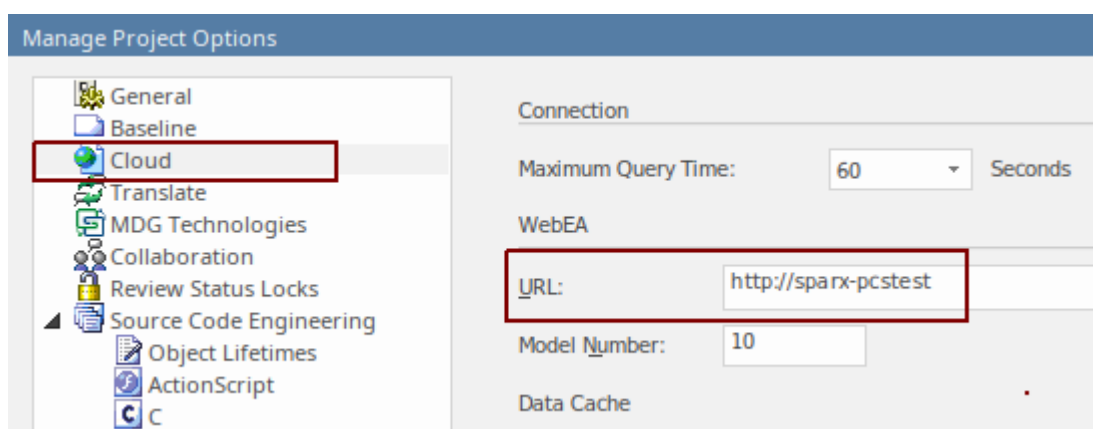 Manage Project Options
General
Baseline
Cloud
Translate
MDG Technologies
Collaboration
Review Status Locks
Source Code Engineering
Object Lifetimes
ActionScript
C
Connection
Maximum Query Time: 60 Seconds
WebEA
URL: http://sparx-pcstest
Model Number: 10
Data Cache